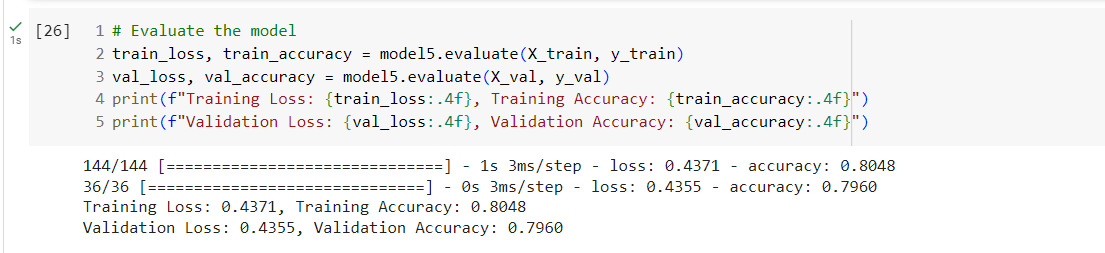 [26] 1 # Evaluate the model
1s 2 train_loss, train_accuracy = model5.evaluate(X_train, y_train)
3 val_loss, val_accuracy = model5.evaluate(X_val, y_val)
4 print(f"Training Loss: {train_loss:.4f}, Training Accuracy: {train_accuracy:.4f}")
5 print(f"Validation Loss: {val_loss:.4f}, Validation Accuracy: {val_accuracy:.4f}")
144/144 [==============================] - 1s 3ms/step - loss: 0.4371 - accuracy: 0.8048
36/36 [==============================] - 0s 3ms/step - loss: 0.4355 - accuracy: 0.7960
Training Loss: 0.4371, Training Accuracy: 0.8048
Validation Loss: 0.4355, Validation Accuracy: 0.7960